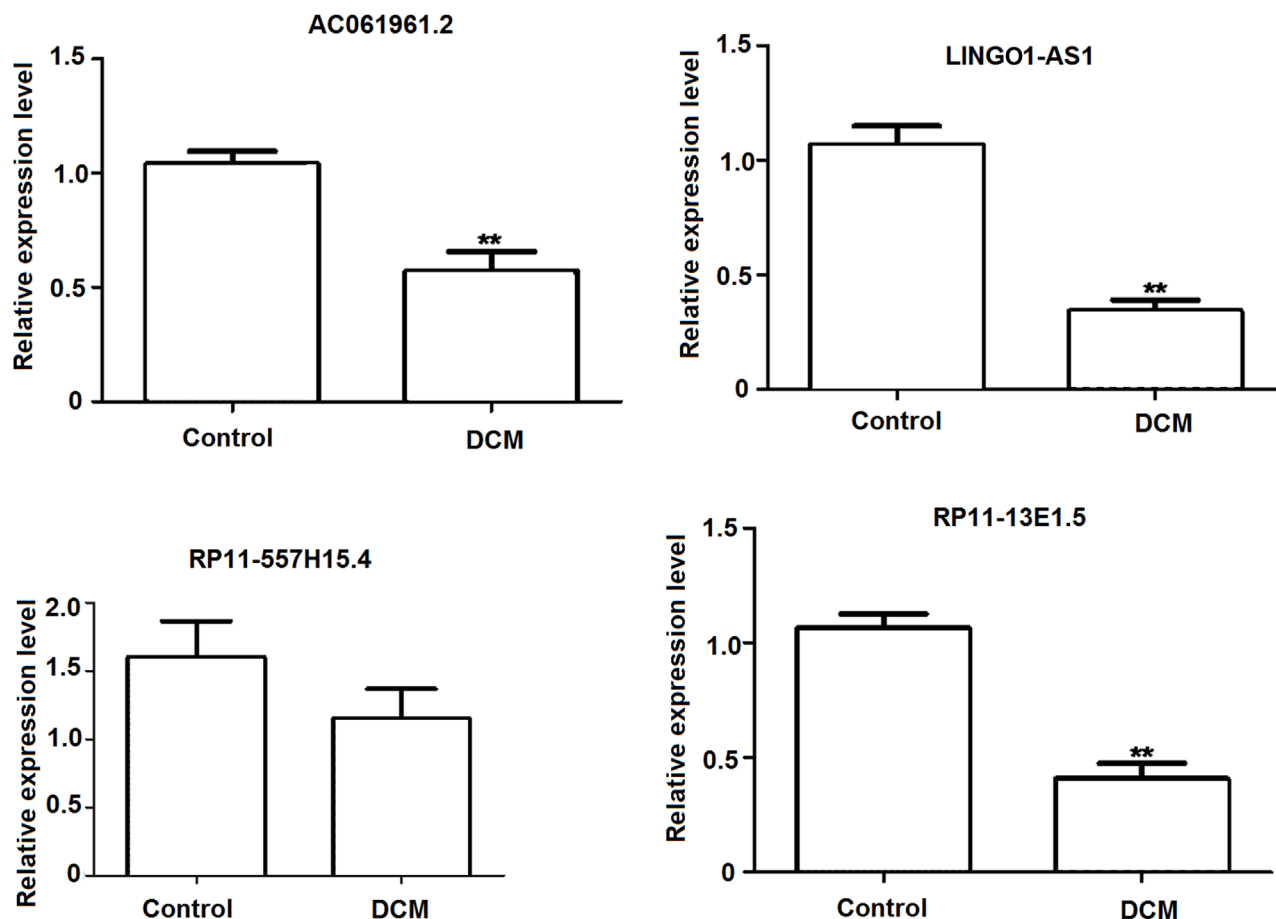 AC061961.2
Relative expression level
1.5
1.0
0.5
0
**
Control
DCM
LINGO1-AS1
Relative expression level
1.5
1.0
0.5
0
**
Control
DCM
RP11-557H15.4
Relative expression level
2.0
1.5
1.0
0.5
0
Control
DCM
RP11-13E1.5
Relative expression level
1.5
1.0
0.5
0
**
Control
DCM